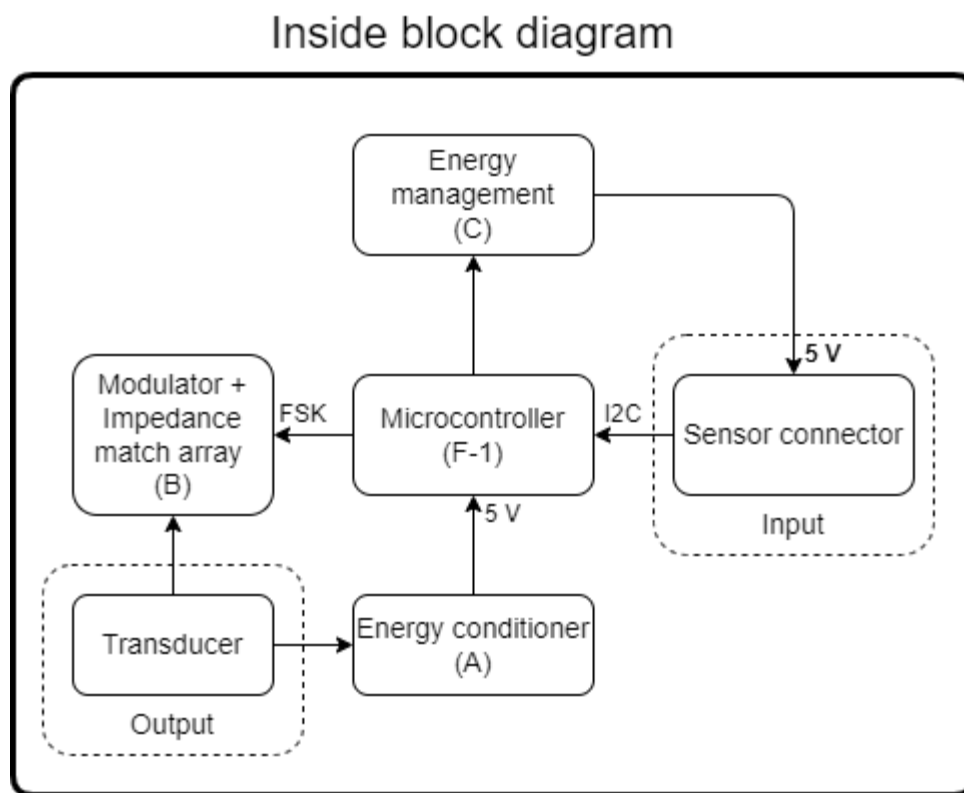 Inside block diagram
Energy
management
(C)
5 V
Modulator +
Impedance
match array
(B)
FSK
Microcontroller
(F-1)
I2C
Sensor connector
Input
5 V
Transducer
Output
Energy conditioner
(A)